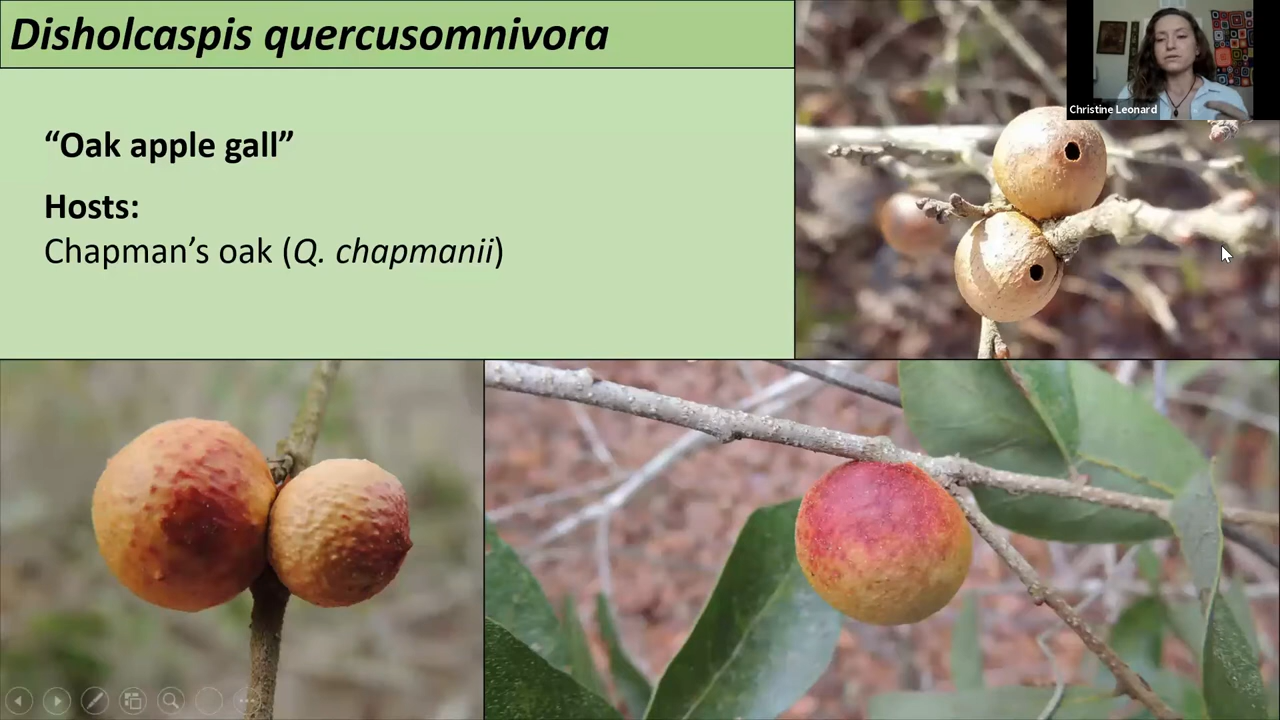 Disholcaspis quercusomnivora
“Oak apple gall”
Hosts:
Chapman’s oak (Q. chapmanii)
Christine Leonard